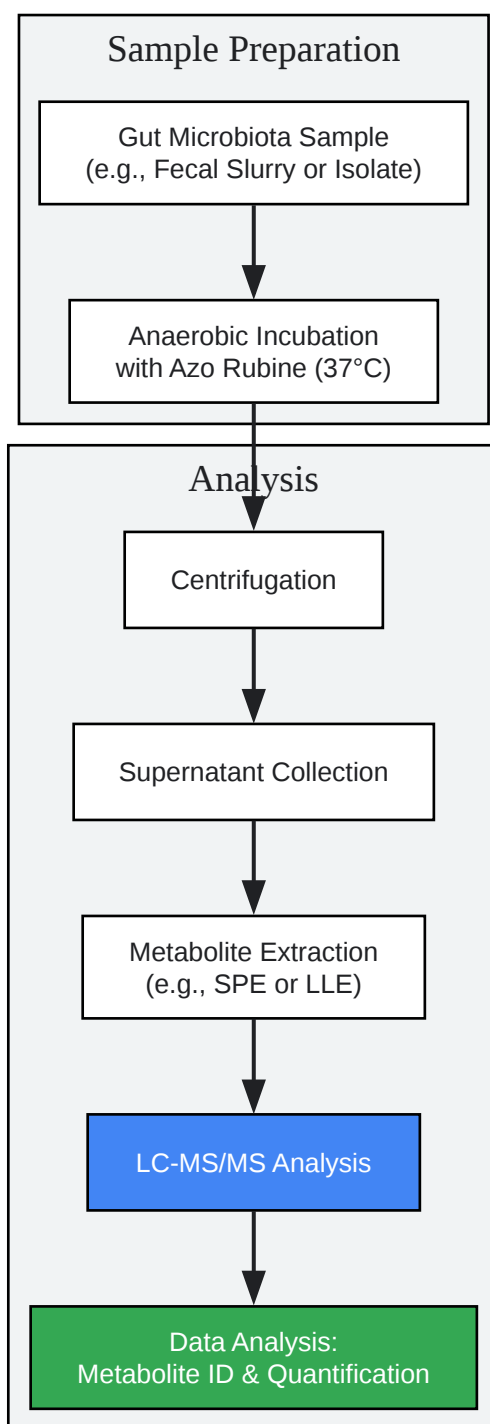 Sample Preparation
Gut Microbiota Sample
(e.g., Fecal Slurry or Isolate)
Anaerobic Incubation
with Azo Rubine (37°C)
Analysis
Centrifugation
Supernatant Collection
Metabolite Extraction
(e.g., SPE or LLE)
LC-MS/MS Analysis
Data Analysis:
Metabolite ID & Quantification